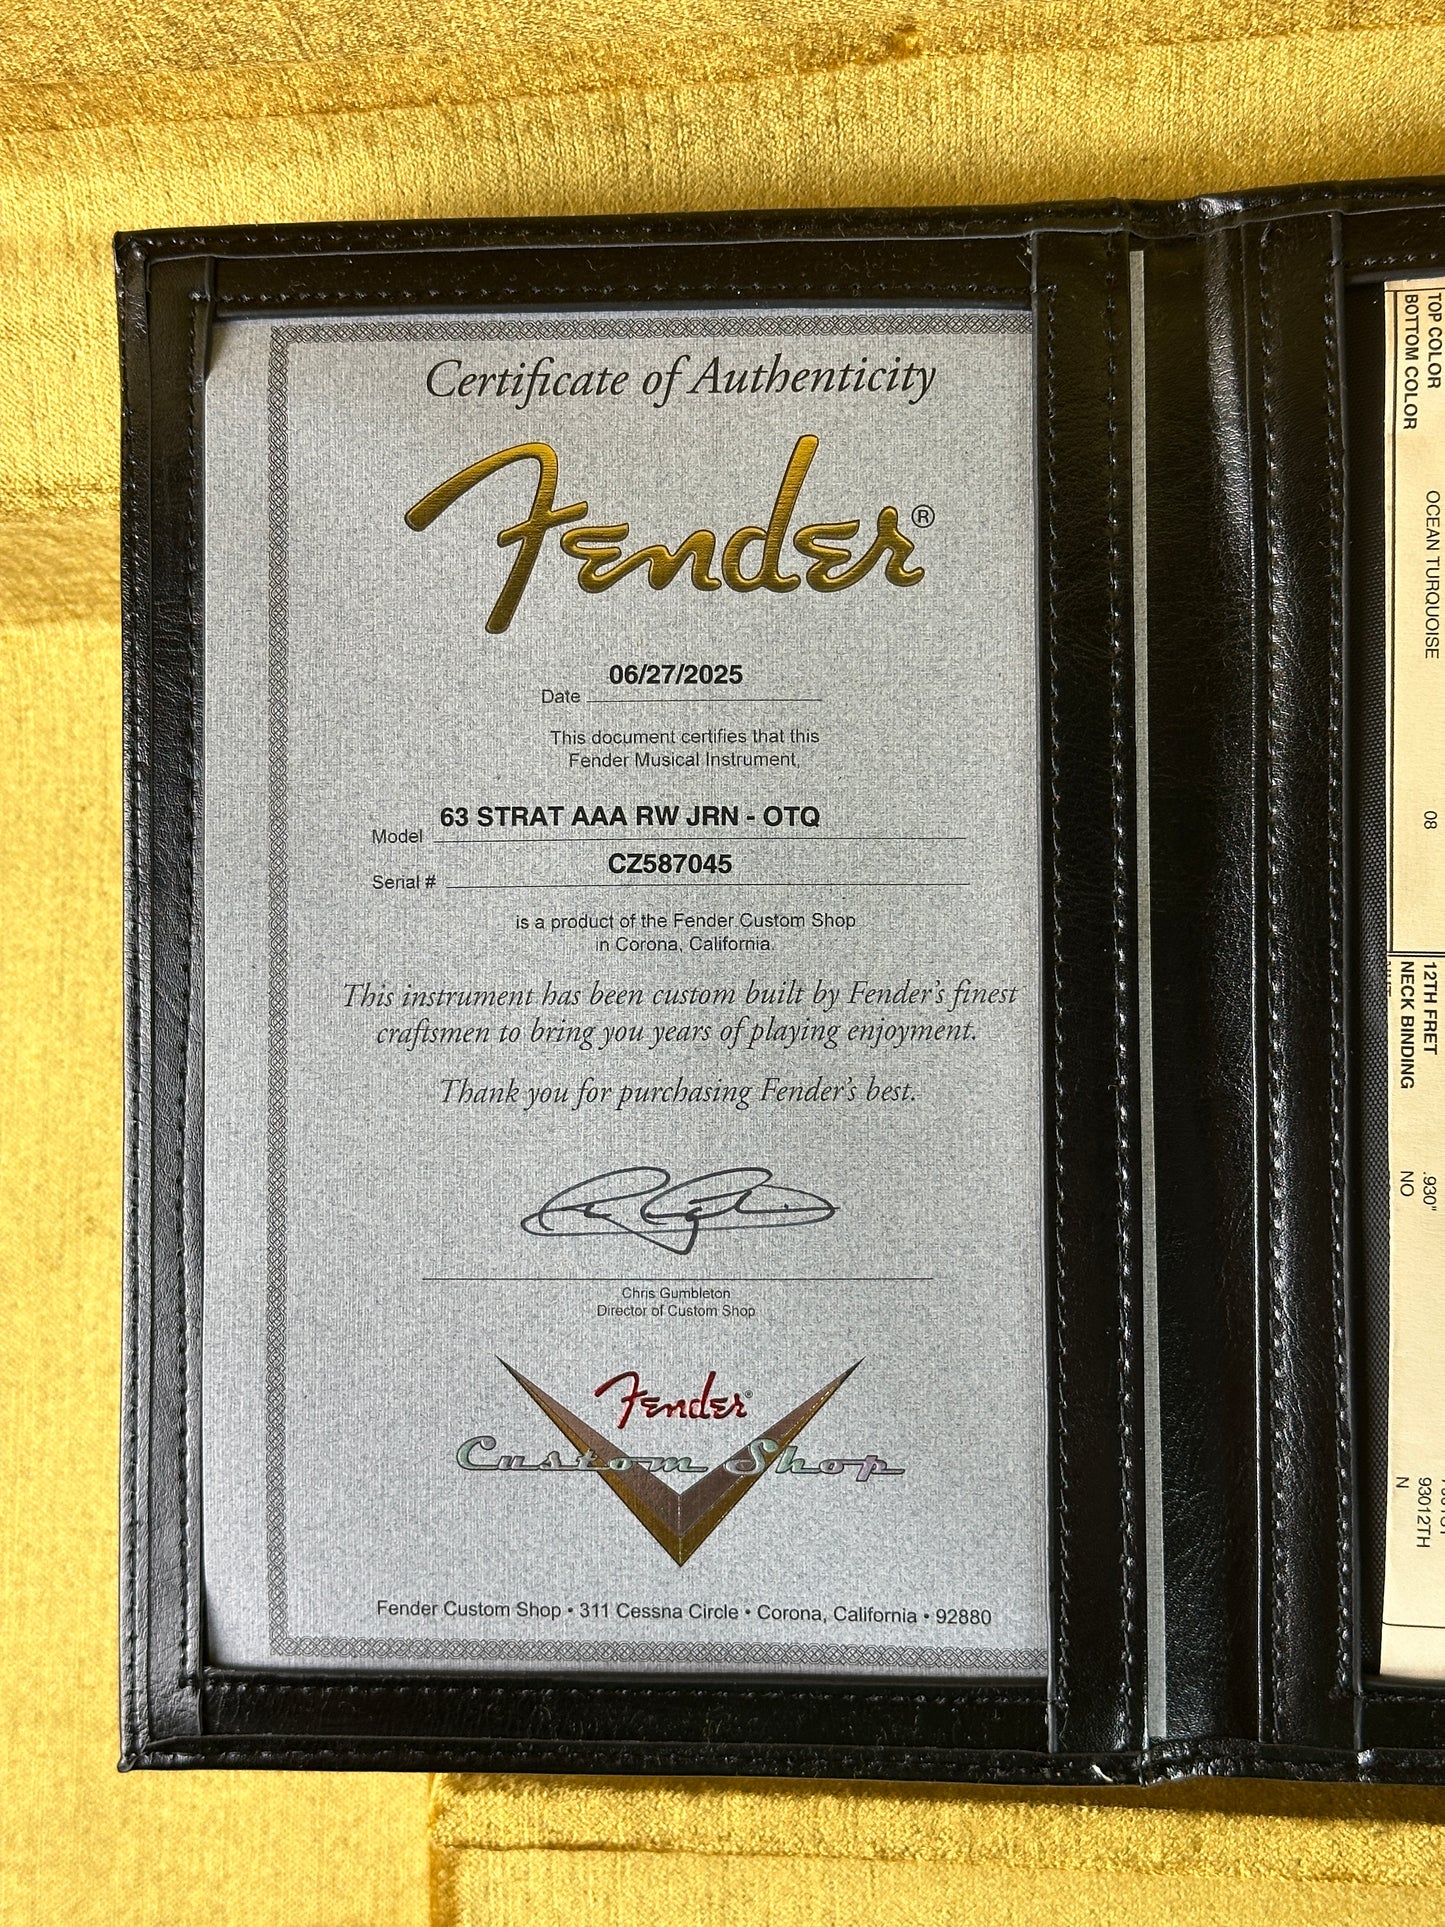 Certificate of Authenticity
Fender®
06/27/2025
Date
This document certifies that this
Fender Musical Instrument,
63 STRAT AAA RW JRN - OTQ
Model
CZ587045
Serial #
is a product of the Fender Custom Shop
in Corona, California.
This instrument has been custom built by Fender's finest
craftsmen to bring you years of playing enjoyment.
Thank you for purchasing Fender's best.
Chris Gumbleton
Director of Custom Shop
Fender®
Custom Shop
Fender Custom Shop • 311 Cessna Circle • Corona, California • 92880
TOP COLOR OCEAN TURQUOISE 08
BOTTOM COLOR
12TH FRET .930" 93012TH
NECK BINDING NO N